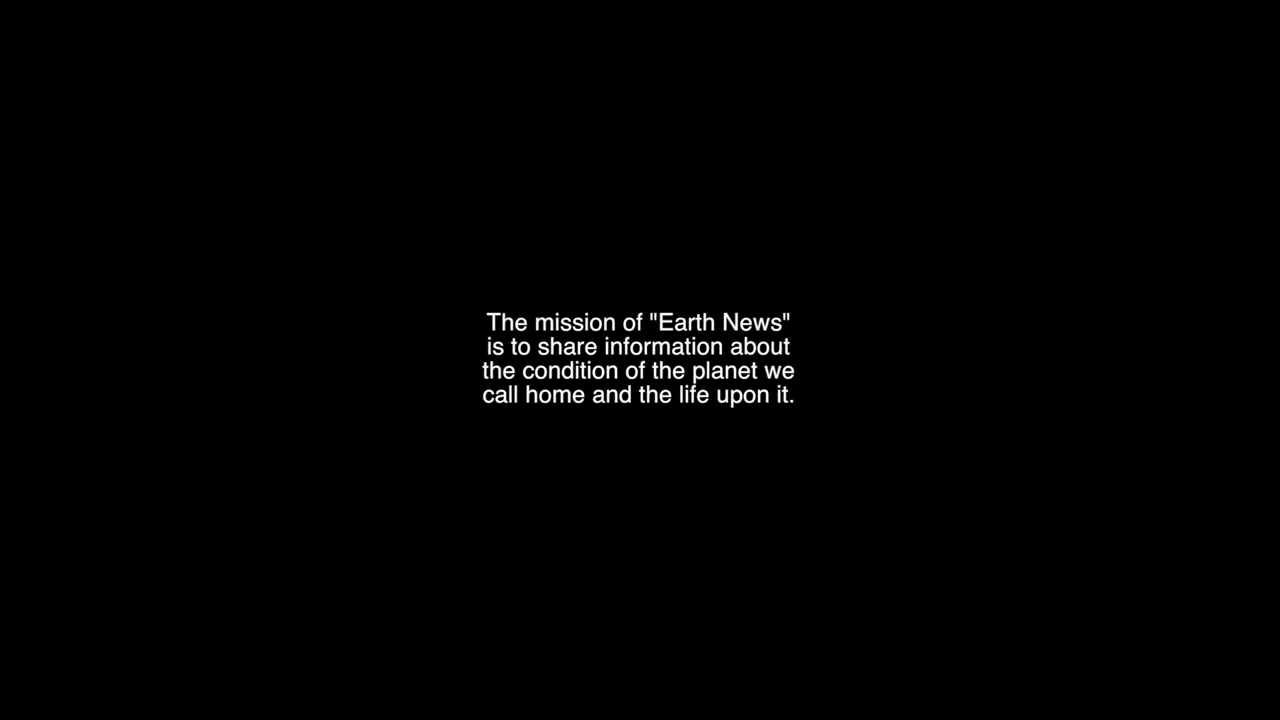 The mission of "Earth News"
is to share information about
the condition of the planet we
call home and the life upon it.